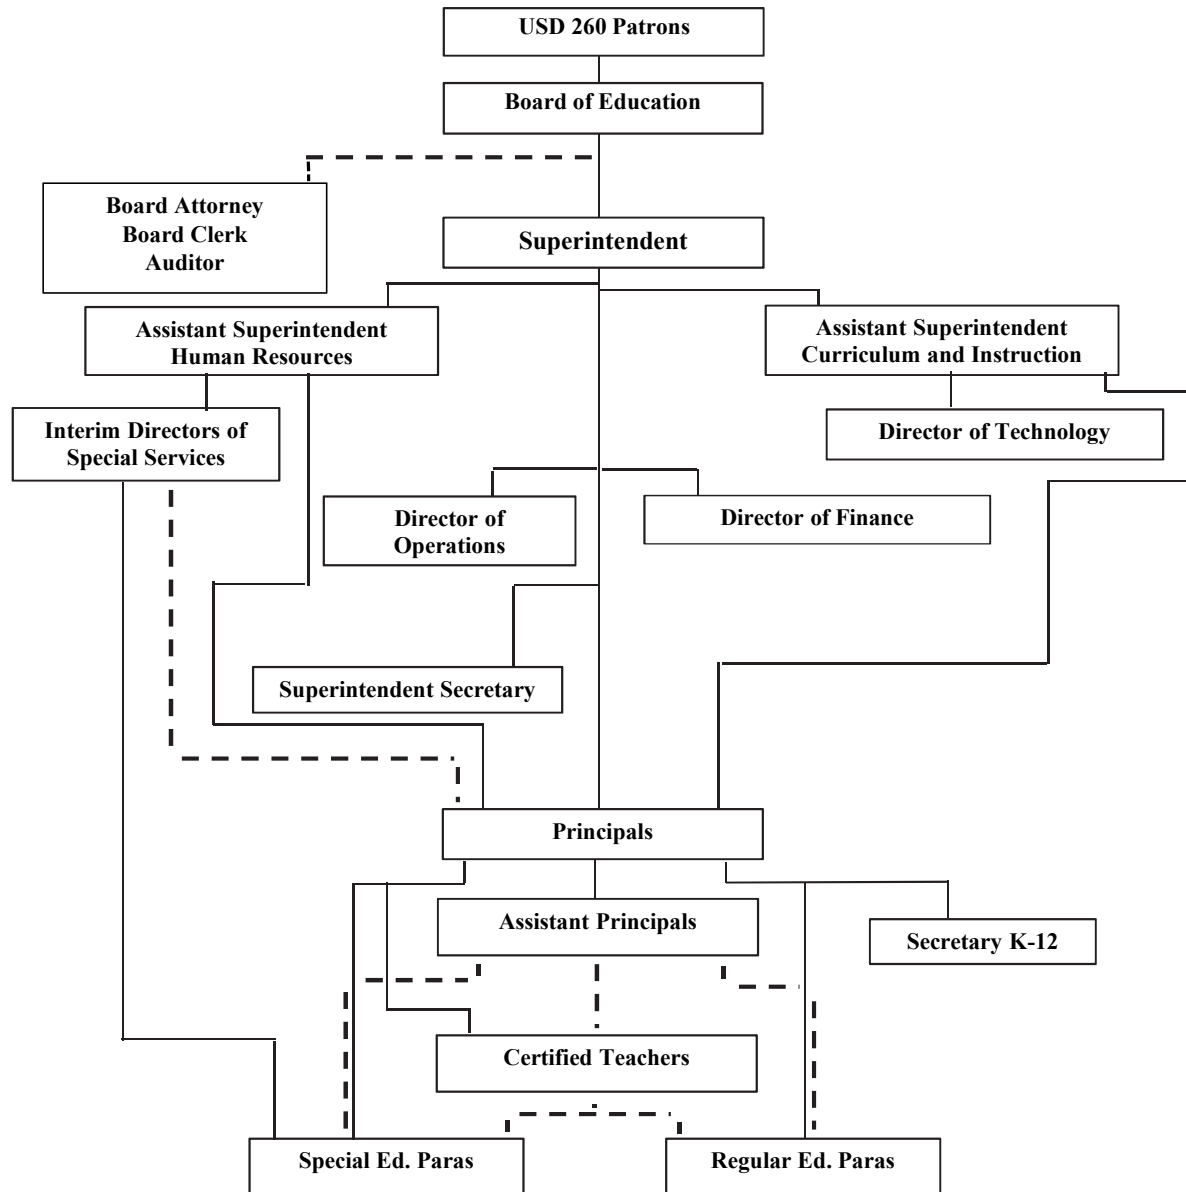 USD 260 Patrons
Board of Education
Board Attorney
Board Clerk
Auditor
Superintendent
Assistant Superintendent
Human Resources
Assistant Superintendent
Curriculum and Instruction
Interim Directors of
Special Services
Director of Technology
Director of
Operations
Director of Finance
Superintendent Secretary
Principals
Assistant Principals
Secretary K-12
Certified Teachers
Special Ed. Paras
Regular Ed. Paras